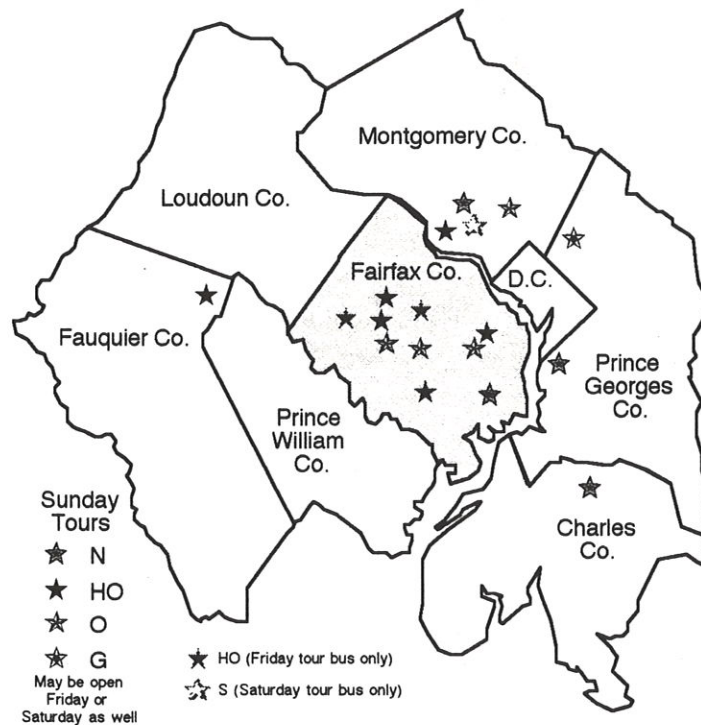 Montgomery Co.
Loudoun Co.
Fairfax Co.
D.C.
Fauquier Co.
Prince
Georges
Co.
Prince
William
Co.
Charles
Co.
Sunday
Tours
N
HO
O
G
May be open
Friday or
Saturday as well
HO (Friday tour bus only)
S (Saturday tour bus only)